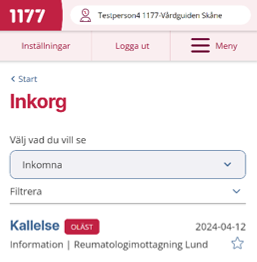 1177
Testperson4 1177-Vårdguiden Skåne
Inställningar
Logga ut
Meny
Start
Inkorg
Välj vad du vill se
Inkomna
Filtrera
Kallelse OLÄST 2024-04-12
Information | Reumatologimottagning Lund